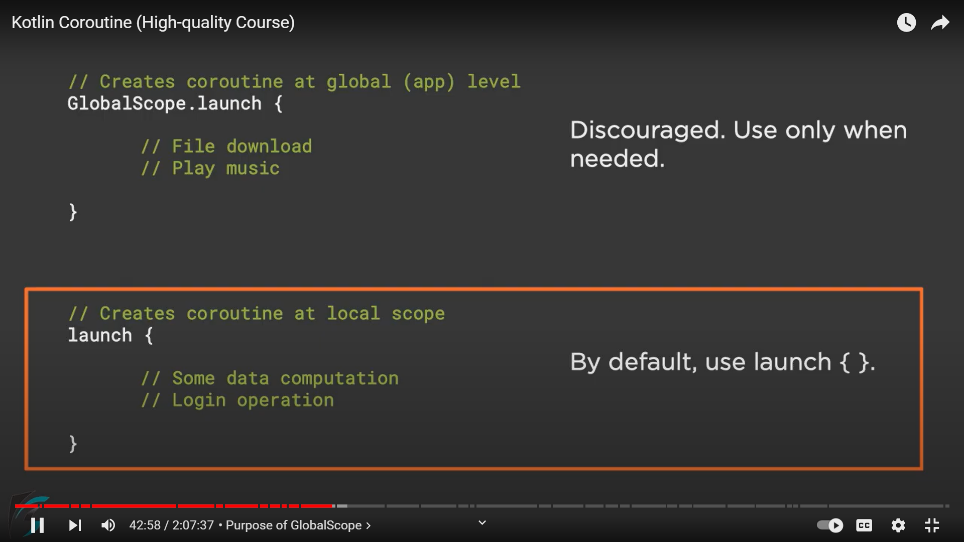 Kotlin Coroutine (High-quality Course)
// Creates coroutine at global (app) level
GlobalScope.launch {
// File download
// Play music
}
Discouraged. Use only when
needed.
// Creates coroutine at local scope
launch {
// Some data computation
// Login operation
}
By default, use launch { }.
42:58 / 2:07:37 • Purpose of GlobalScope >
CC